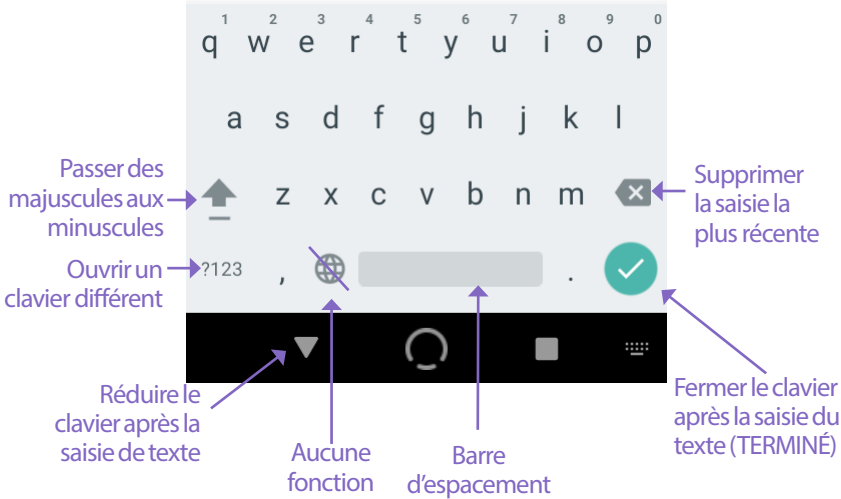 1 2 3 4 5 6 7 8 9 0
q w e r t y u i o p
a s d f g h j k l
Passer des
majuscules aux
minuscules
z x c v b n m
Supprimer
la saisie la
plus récente
Ouvrir un
clavier différent
?123 , .
Réduire le
clavier après la
saisie de texte
Aucune
fonction
Barre
d'espacement
Fermer le clavier
après la saisie du
texte (TERMINÉ)